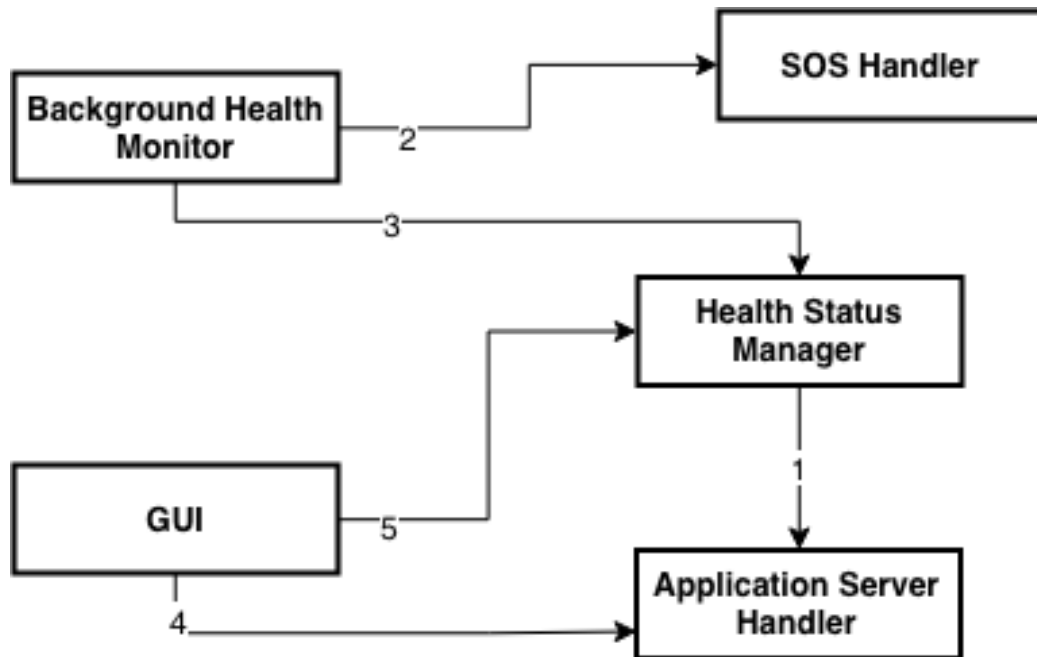 SOS Handler
Background Health
Monitor
2
3
Health Status
Manager
1
GUI
5
Application Server
Handler
4